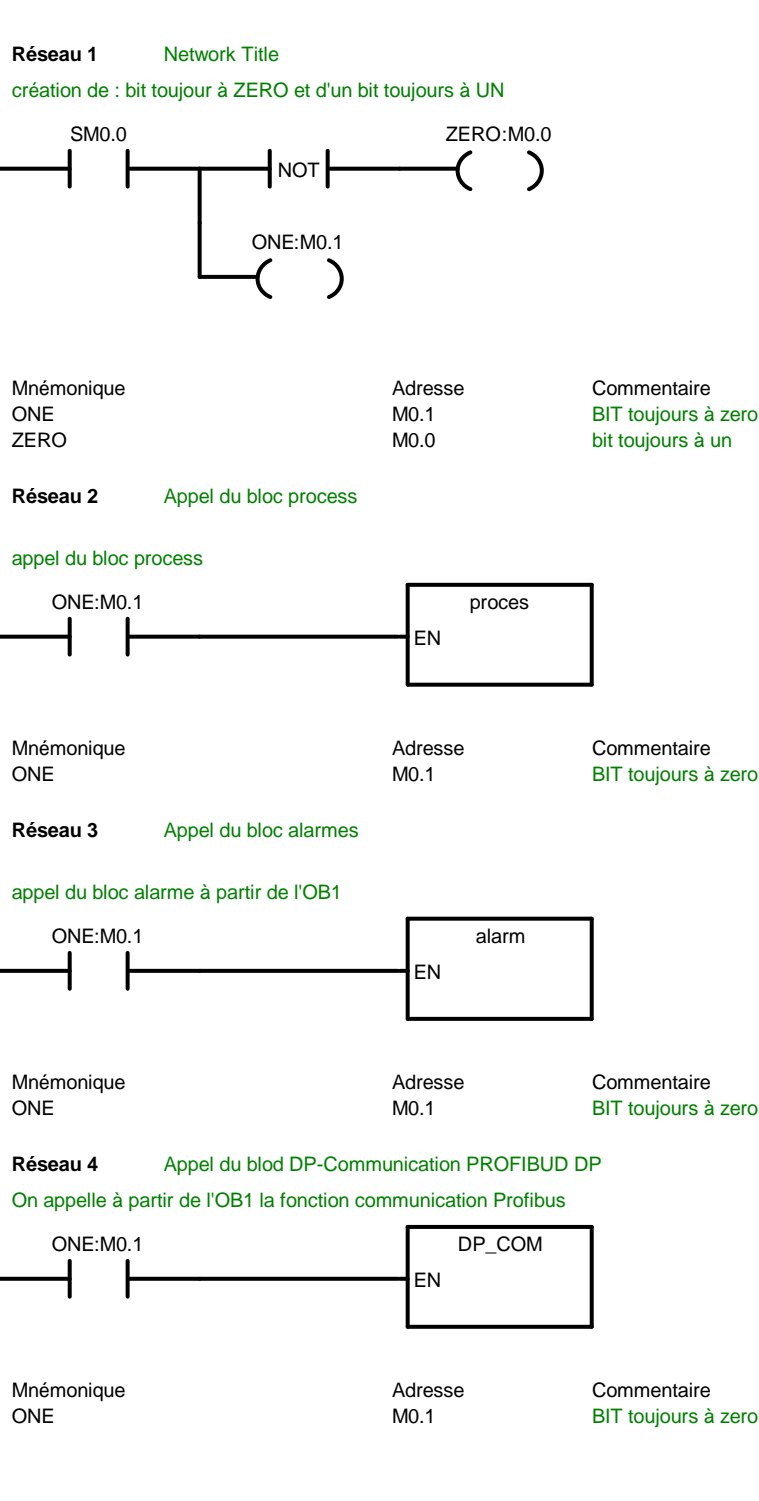 Réseau 1 Network Title
création de : bit toujour à ZERO et d'un bit toujours à UN
SM0.0 ZERO:M0.0
NOT
ONE:M0.1
Mnémonique Adresse Commentaire
ONE M0.1 BIT toujours à zero
ZERO M0.0 bit toujours à un
Réseau 2 Appel du bloc process
appel du bloc process
ONE:M0.1 proces
EN
Mnémonique Adresse Commentaire
ONE M0.1 BIT toujours à zero
Réseau 3 Appel du bloc alarmes
appel du bloc alarme à partir de l'OB1
ONE:M0.1 alarm
EN
Mnémonique Adresse Commentaire
ONE M0.1 BIT toujours à zero
Réseau 4 Appel du blod DP-Communication PROFIBUD DP
On appelle à partir de l'OB1 la fonction communication Profibus
ONE:M0.1 DP_COM
EN
Mnémonique Adresse Commentaire
ONE M0.1 BIT toujours à zero